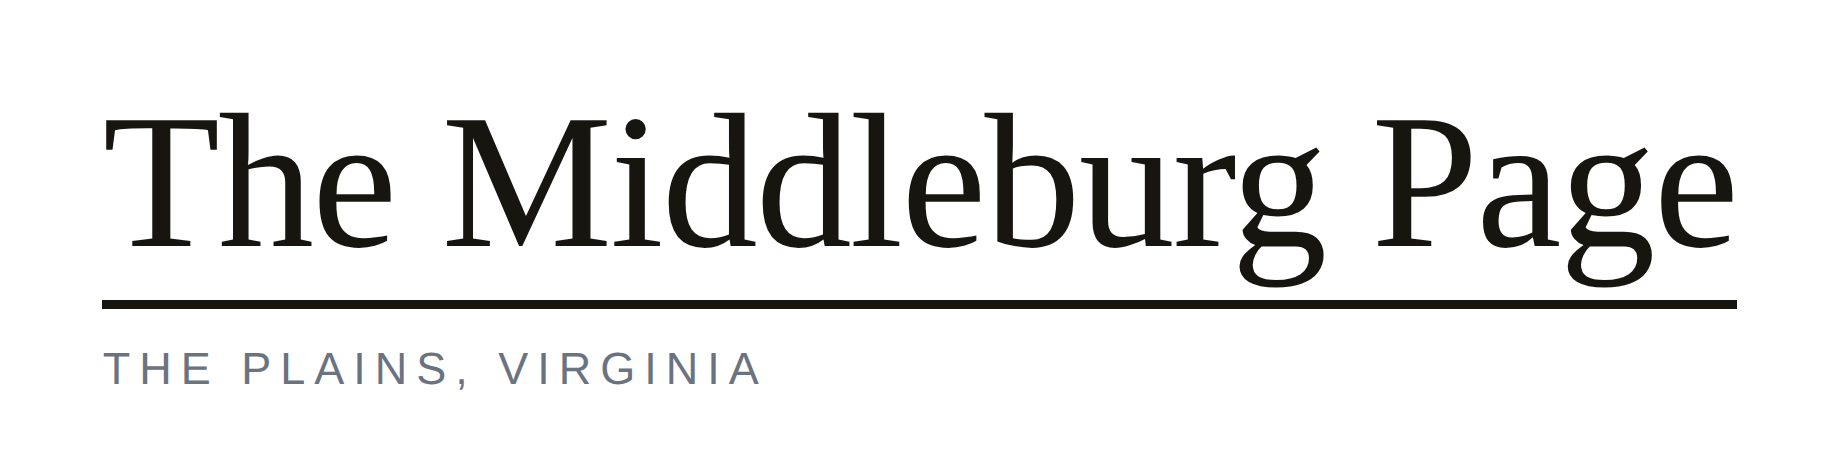 The Middleburg Page
THE PLAINS, VIRGINIA